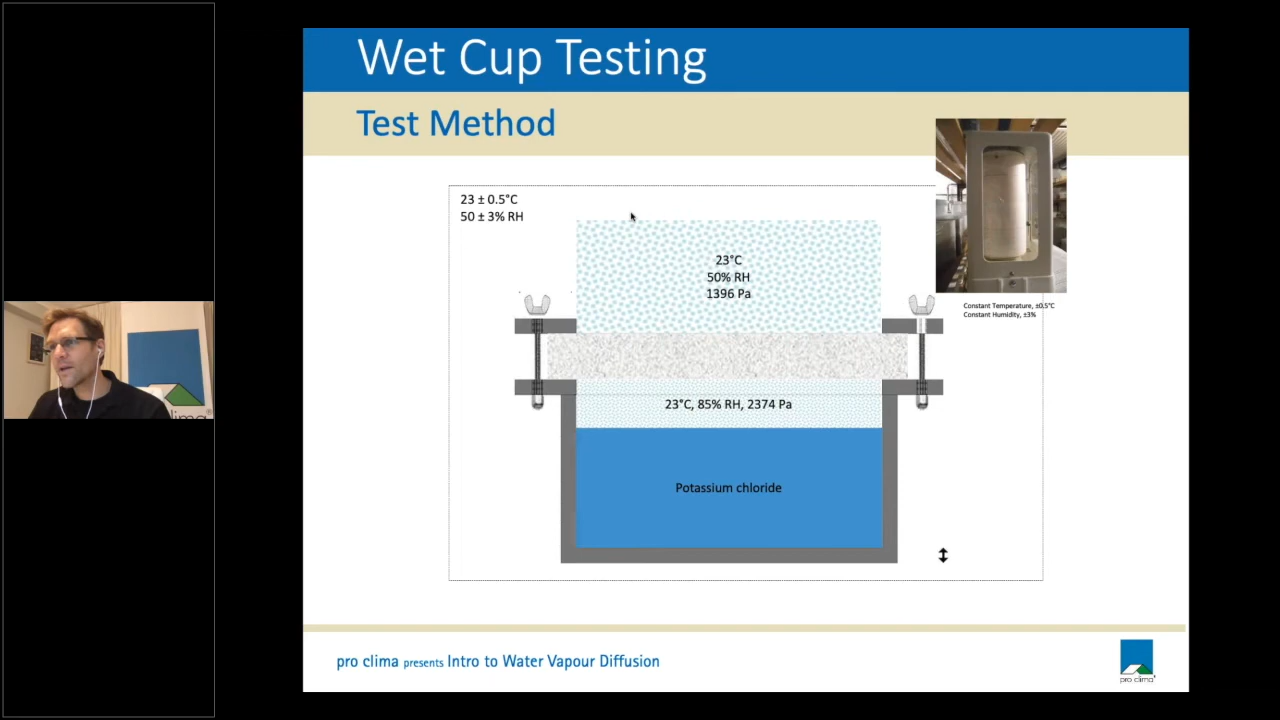 Wet Cup Testing
Test Method
23 ± 0.5°C
50 ± 3% RH
23°C
50% RH
1396 Pa
Constant Temperature, ±0.5°C
Constant Humidity, ±3%
23°C, 85% RH, 2374 Pa
Potassium chloride
clima®
pro clima presents Intro to Water Vapour Diffusion
pro clima®